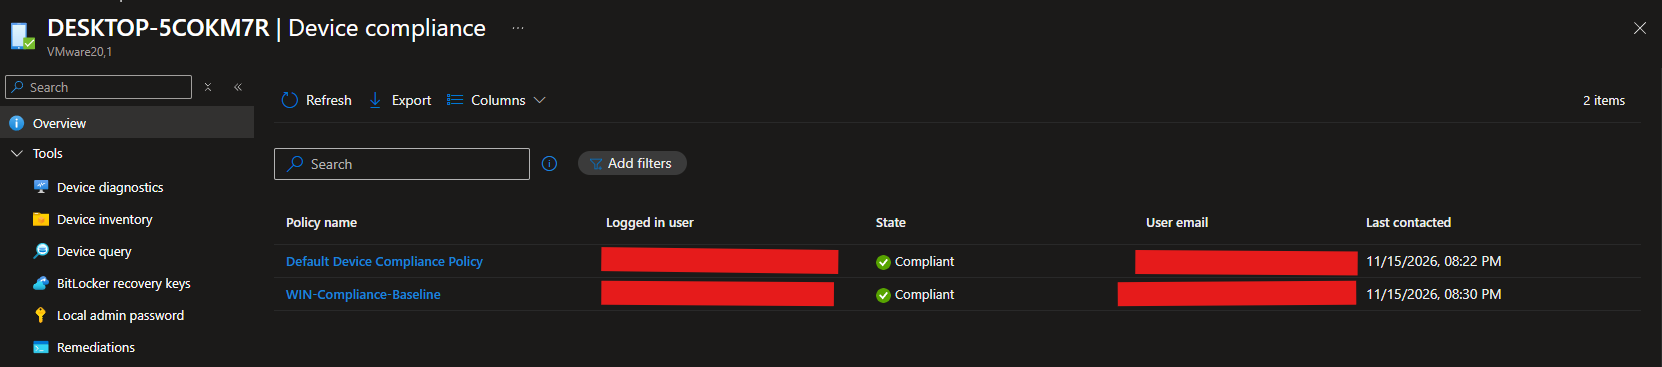 DESKTOP-5COKM7R | Device compliance ...
VMware20,1
Search
Overview
Tools
Device diagnostics
Device inventory
Device query
BitLocker recovery keys
Local admin password
Remediations
Refresh Export Columns 2 items
Search Add filters
Policy name Logged in user State User email Last contacted
Default Device Compliance Policy Compliant 11/15/2026, 08:22 PM
WIN-Compliance-Baseline Compliant 11/15/2026, 08:30 PM